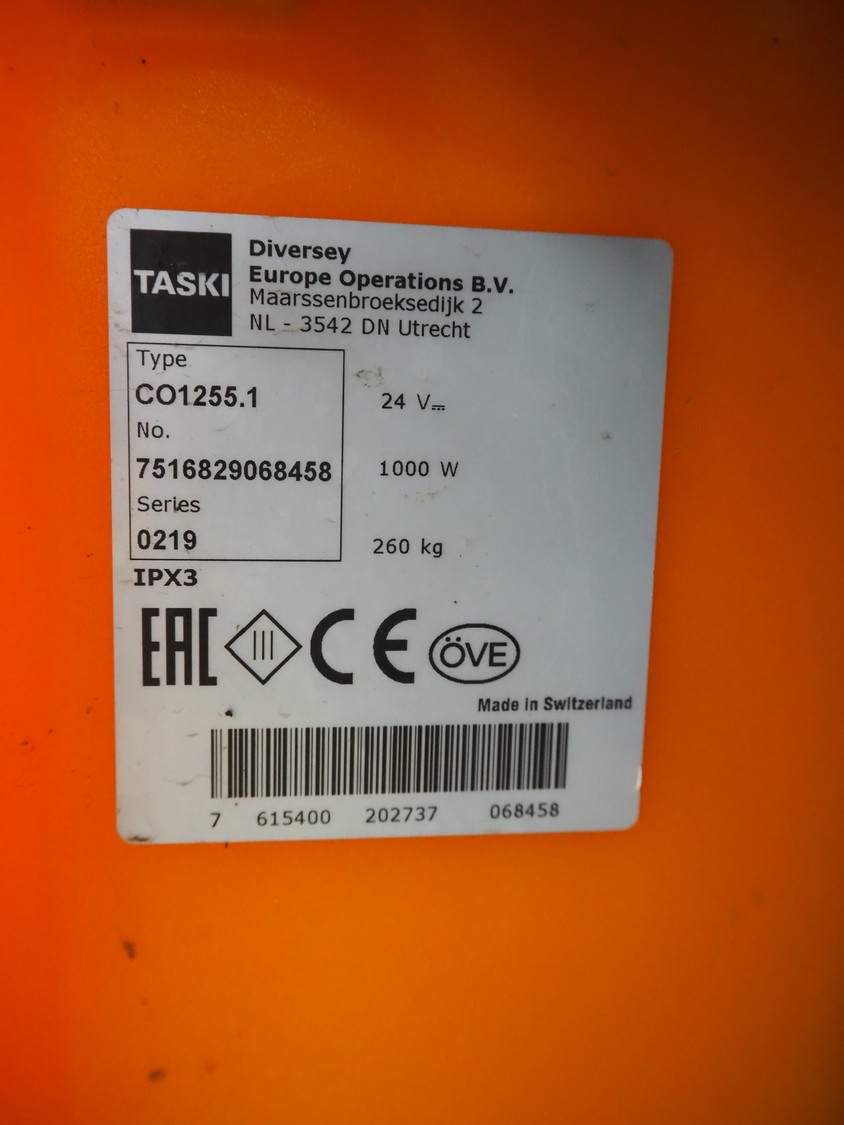 TASKI
Diversey
Europe Operations B.V.
Maarssenbroeksedijk 2
NL - 3542 DN Utrecht
Type
CO1255.1
24 V⎓
No.
7516829068458
1000 W
Series
0219
260 kg
IPX3
EAC III CE ÖVE
Made in Switzerland
7 615400 202737 068458